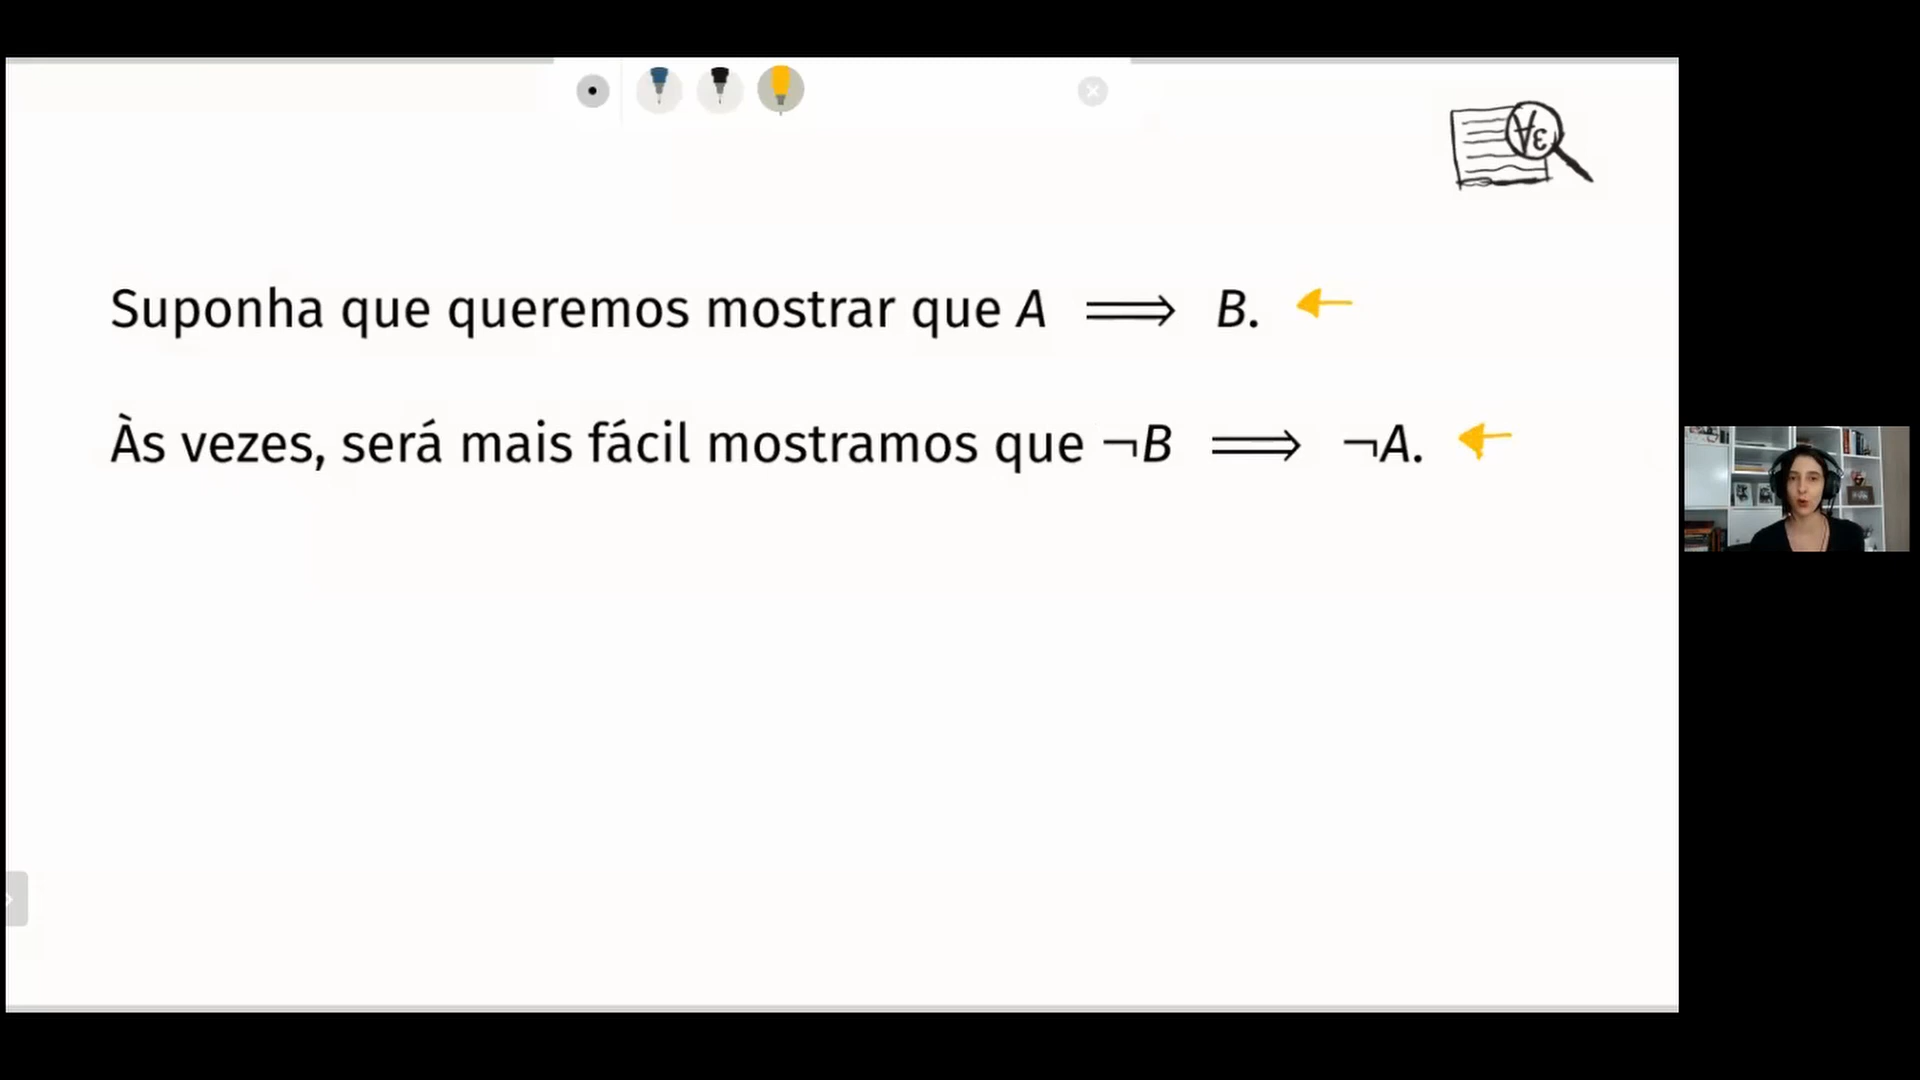 ∀∃
Suponha que queremos mostrar que A ⟹ B.
Às vezes, será mais fácil mostramos que ¬B ⟹ ¬A.